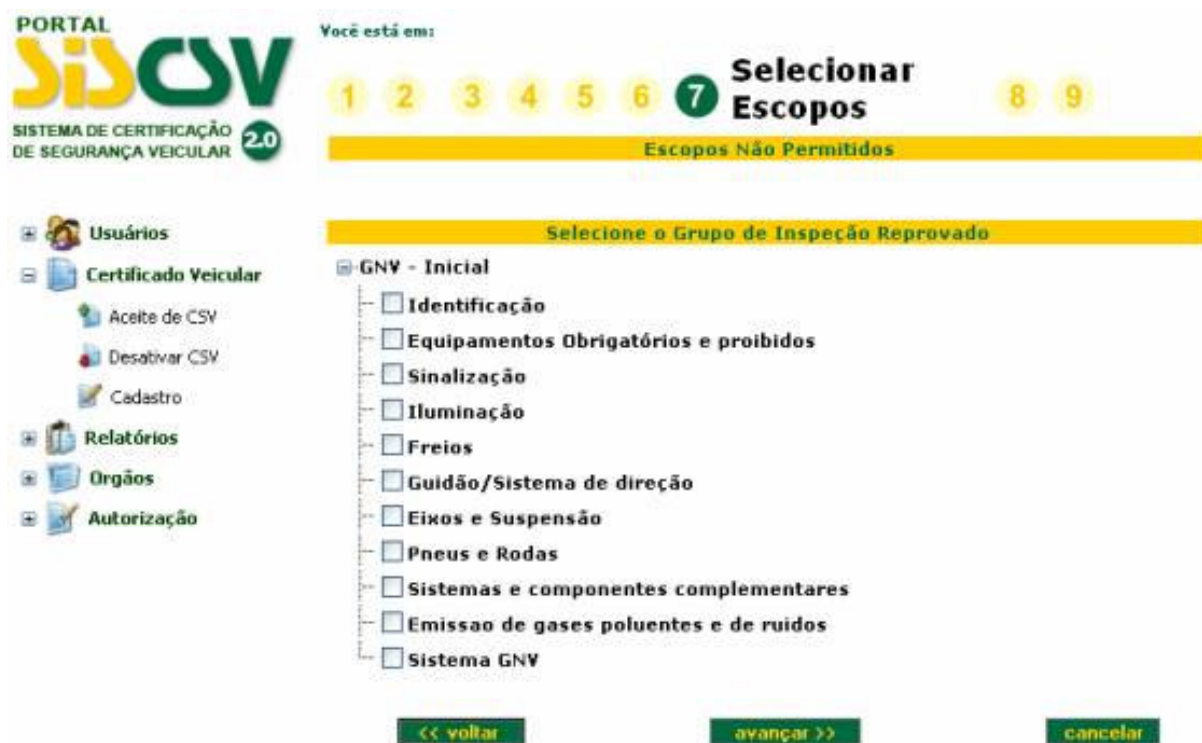 PORTAL
SiSCSV
SISTEMA DE CERTIFICAÇÃO
DE SEGURANÇA VEICULAR 2.0
Você está em:
1 2 3 4 5 6 7 Selecionar Escopos 8 9
Escopos Não Permitidos
Usuários
Certificado Veicular
Aceite de CSV
Desativar CSV
Cadastro
Relatórios
Orgãos
Autorização
Selecione o Grupo de Inspeção Reprovado
GNV - Inicial
Identificação
Equipamentos Obrigatórios e proibidos
Sinalização
Iluminação
Freios
Guidão/Sistema de direção
Eixos e Suspensão
Pneus e Rodas
Sistemas e componentes complementares
Emissao de gases poluentes e de ruidos
Sistema GNV
<< voltar
avançar >>
cancelar